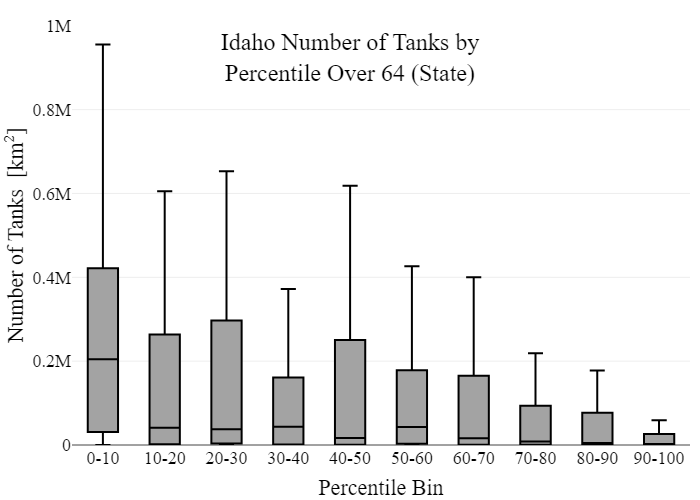 Idaho Number of Tanks by
Percentile Over 64 (State)
Number of Tanks [km²]
1M
0.8M
0.6M
0.4M
0.2M
0
0-10 10-20 20-30 30-40 40-50 50-60 60-70 70-80 80-90 90-100
Percentile Bin